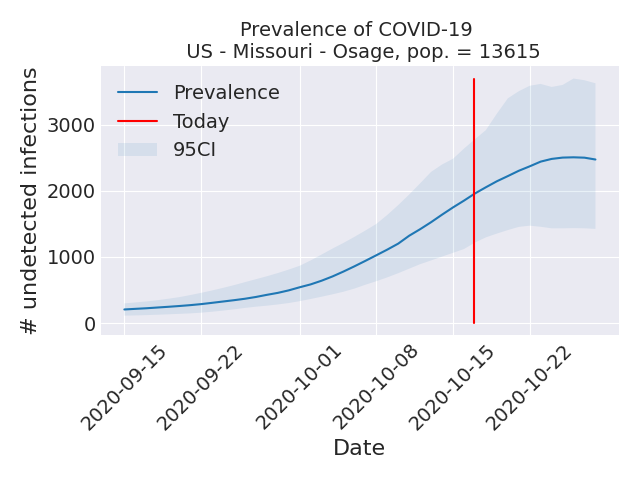 Prevalence of COVID-19
US - Missouri - Osage, pop. = 13615
# undetected infections
3000
2000
1000
0
Prevalence
Today
95CI
2020-09-15
2020-09-22
2020-10-01
2020-10-08
2020-10-15
2020-10-22
Date